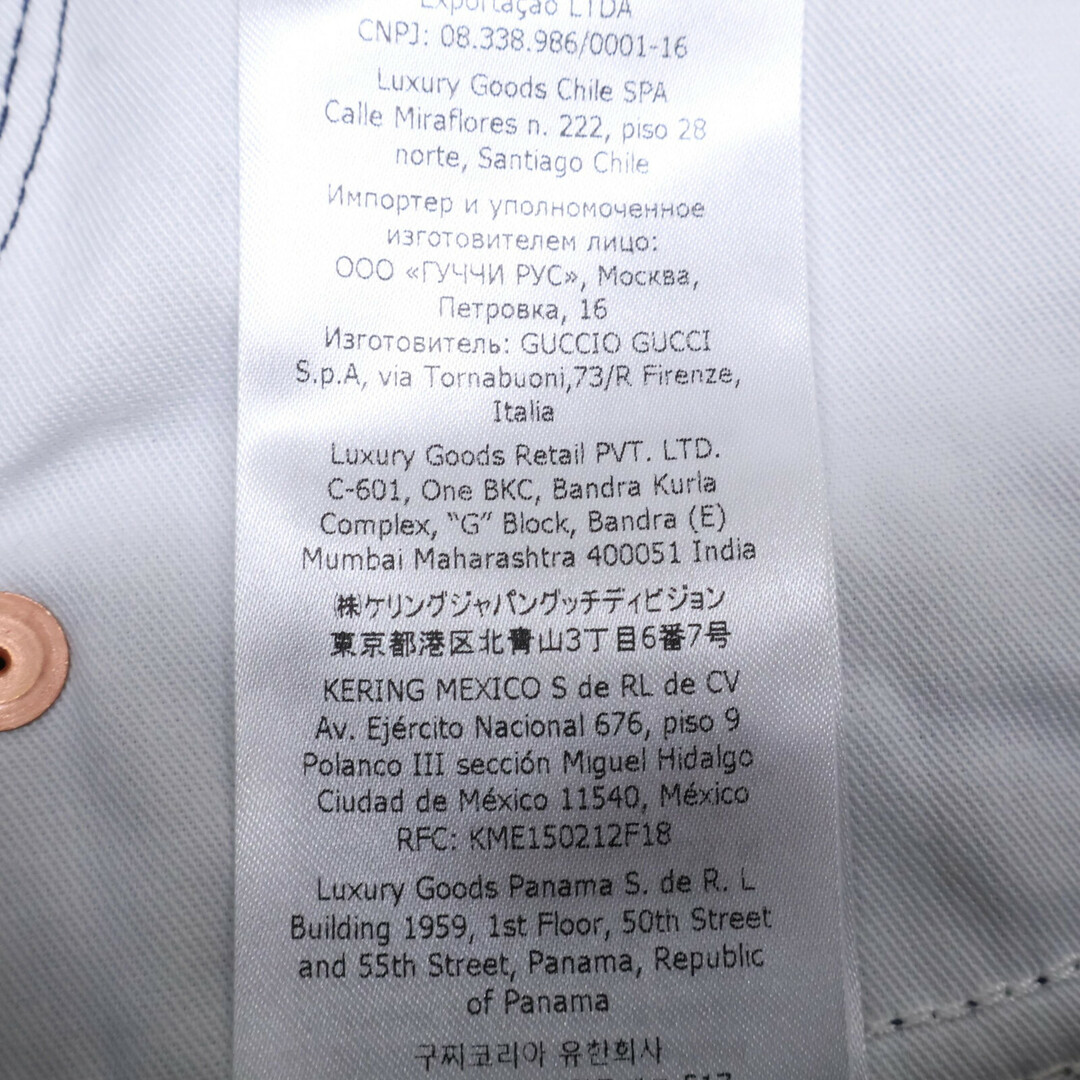 Exportação LTDA
CNPJ: 08.338.986/0001-16
Luxury Goods Chile SPA
Calle Miraflores n. 222, piso 28
norte, Santiago Chile
Импортер и уполномоченное
изготовителем лицо:
ООО «ГУЧЧИ РУС», Москва,
Петровка, 16
Изготовитель: GUCCIO GUCCI
S.p.A, via Tornabuoni,73/R Firenze,
Italia
Luxury Goods Retail PVT. LTD.
C-601, One BKC, Bandra Kurla
Complex, “G” Block, Bandra (E)
Mumbai Maharashtra 400051 India
㈱ケリングジャパングッチディビジョン
東京都港区北青山3丁目6番7号
KERING MEXICO S de RL de CV
Av. Ejército Nacional 676, piso 9
Polanco III sección Miguel Hidalgo
Ciudad de México 11540, México
RFC: KME150212F18
Luxury Goods Panama S. de R. L
Building 1959, 1st Floor, 50th Street
and 55th Street, Panama, Republic
of Panama
구찌코리아 유한회사